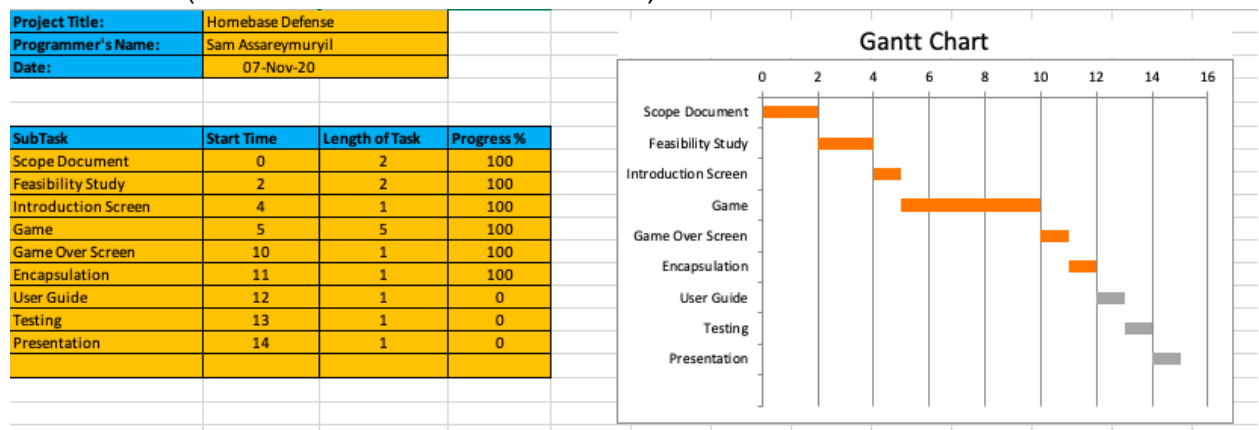 Project Title: Homebase Defense
Programmer's Name: Sam Assareymuryil
Date: 07-Nov-20
SubTask Start Time Length of Task Progress %
Scope Document 0 2 100
Feasibility Study 2 2 100
Introduction Screen 4 1 100
Game 5 5 100
Game Over Screen 10 1 100
Encapsulation 11 1 100
User Guide 12 1 0
Testing 13 1 0
Presentation 14 1 0
Gantt Chart
0 2 4 6 8 10 12 14 16
Scope Document
Feasibility Study
Introduction Screen
Game
Game Over Screen
Encapsulation
User Guide
Testing
Presentation